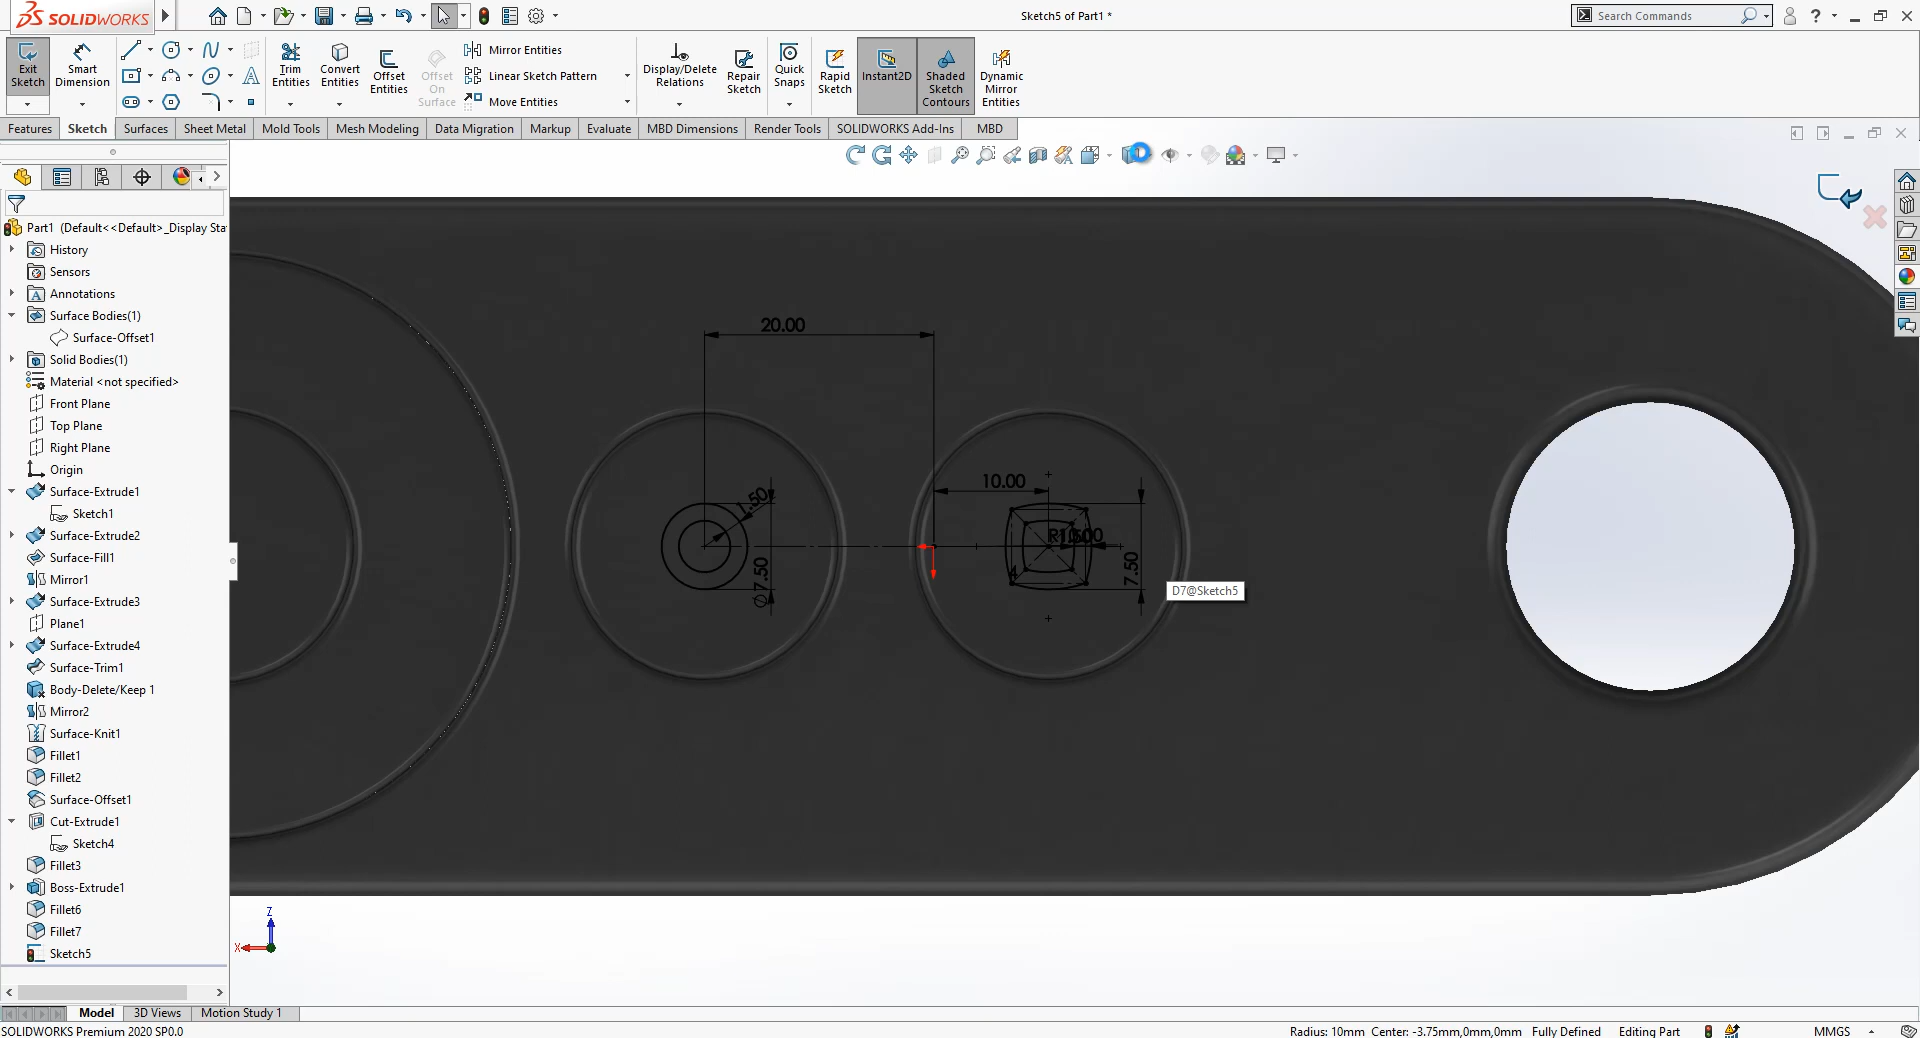 SOLIDWORKS
Sketch5 of Part1 *
Search Commands
Exit Sketch
Smart Dimension
Trim Entities
Convert Entities
Offset Entities
Offset On Surface
Mirror Entities
Linear Sketch Pattern
Move Entities
Display/Delete Relations
Repair Sketch
Quick Snaps
Rapid Sketch
Instant2D
Shaded Sketch Contours
Dynamic Mirror Entities
Features
Sketch
Surfaces
Sheet Metal
Mold Tools
Mesh Modeling
Data Migration
Markup
Evaluate
MBD Dimensions
Render Tools
SOLIDWORKS Add-Ins
MBD
Part1 (Default<<Default>_Display Sta
History
Sensors
Annotations
Surface Bodies(1)
Surface-Offset1
Solid Bodies(1)
Material <not specified>
Front Plane
Top Plane
Right Plane
Origin
Surface-Extrude1
Sketch1
Surface-Extrude2
Surface-Fill1
Mirror1
Surface-Extrude3
Plane1
Surface-Extrude4
Surface-Trim1
Body-Delete/Keep 1
Mirror2
Surface-Knit1
Fillet1
Fillet2
Surface-Offset1
Cut-Extrude1
Sketch4
Fillet3
Boss-Extrude1
Fillet6
Fillet7
Sketch5
20.00
10.00
1.50
∅7.50
7.50
D7@Sketch5
Z
X
Model
3D Views
Motion Study 1
SOLIDWORKS Premium 2020 SP0.0
Radius: 10mm Center: -3.75mm,0mm,0mm Fully Defined Editing Part MMGS